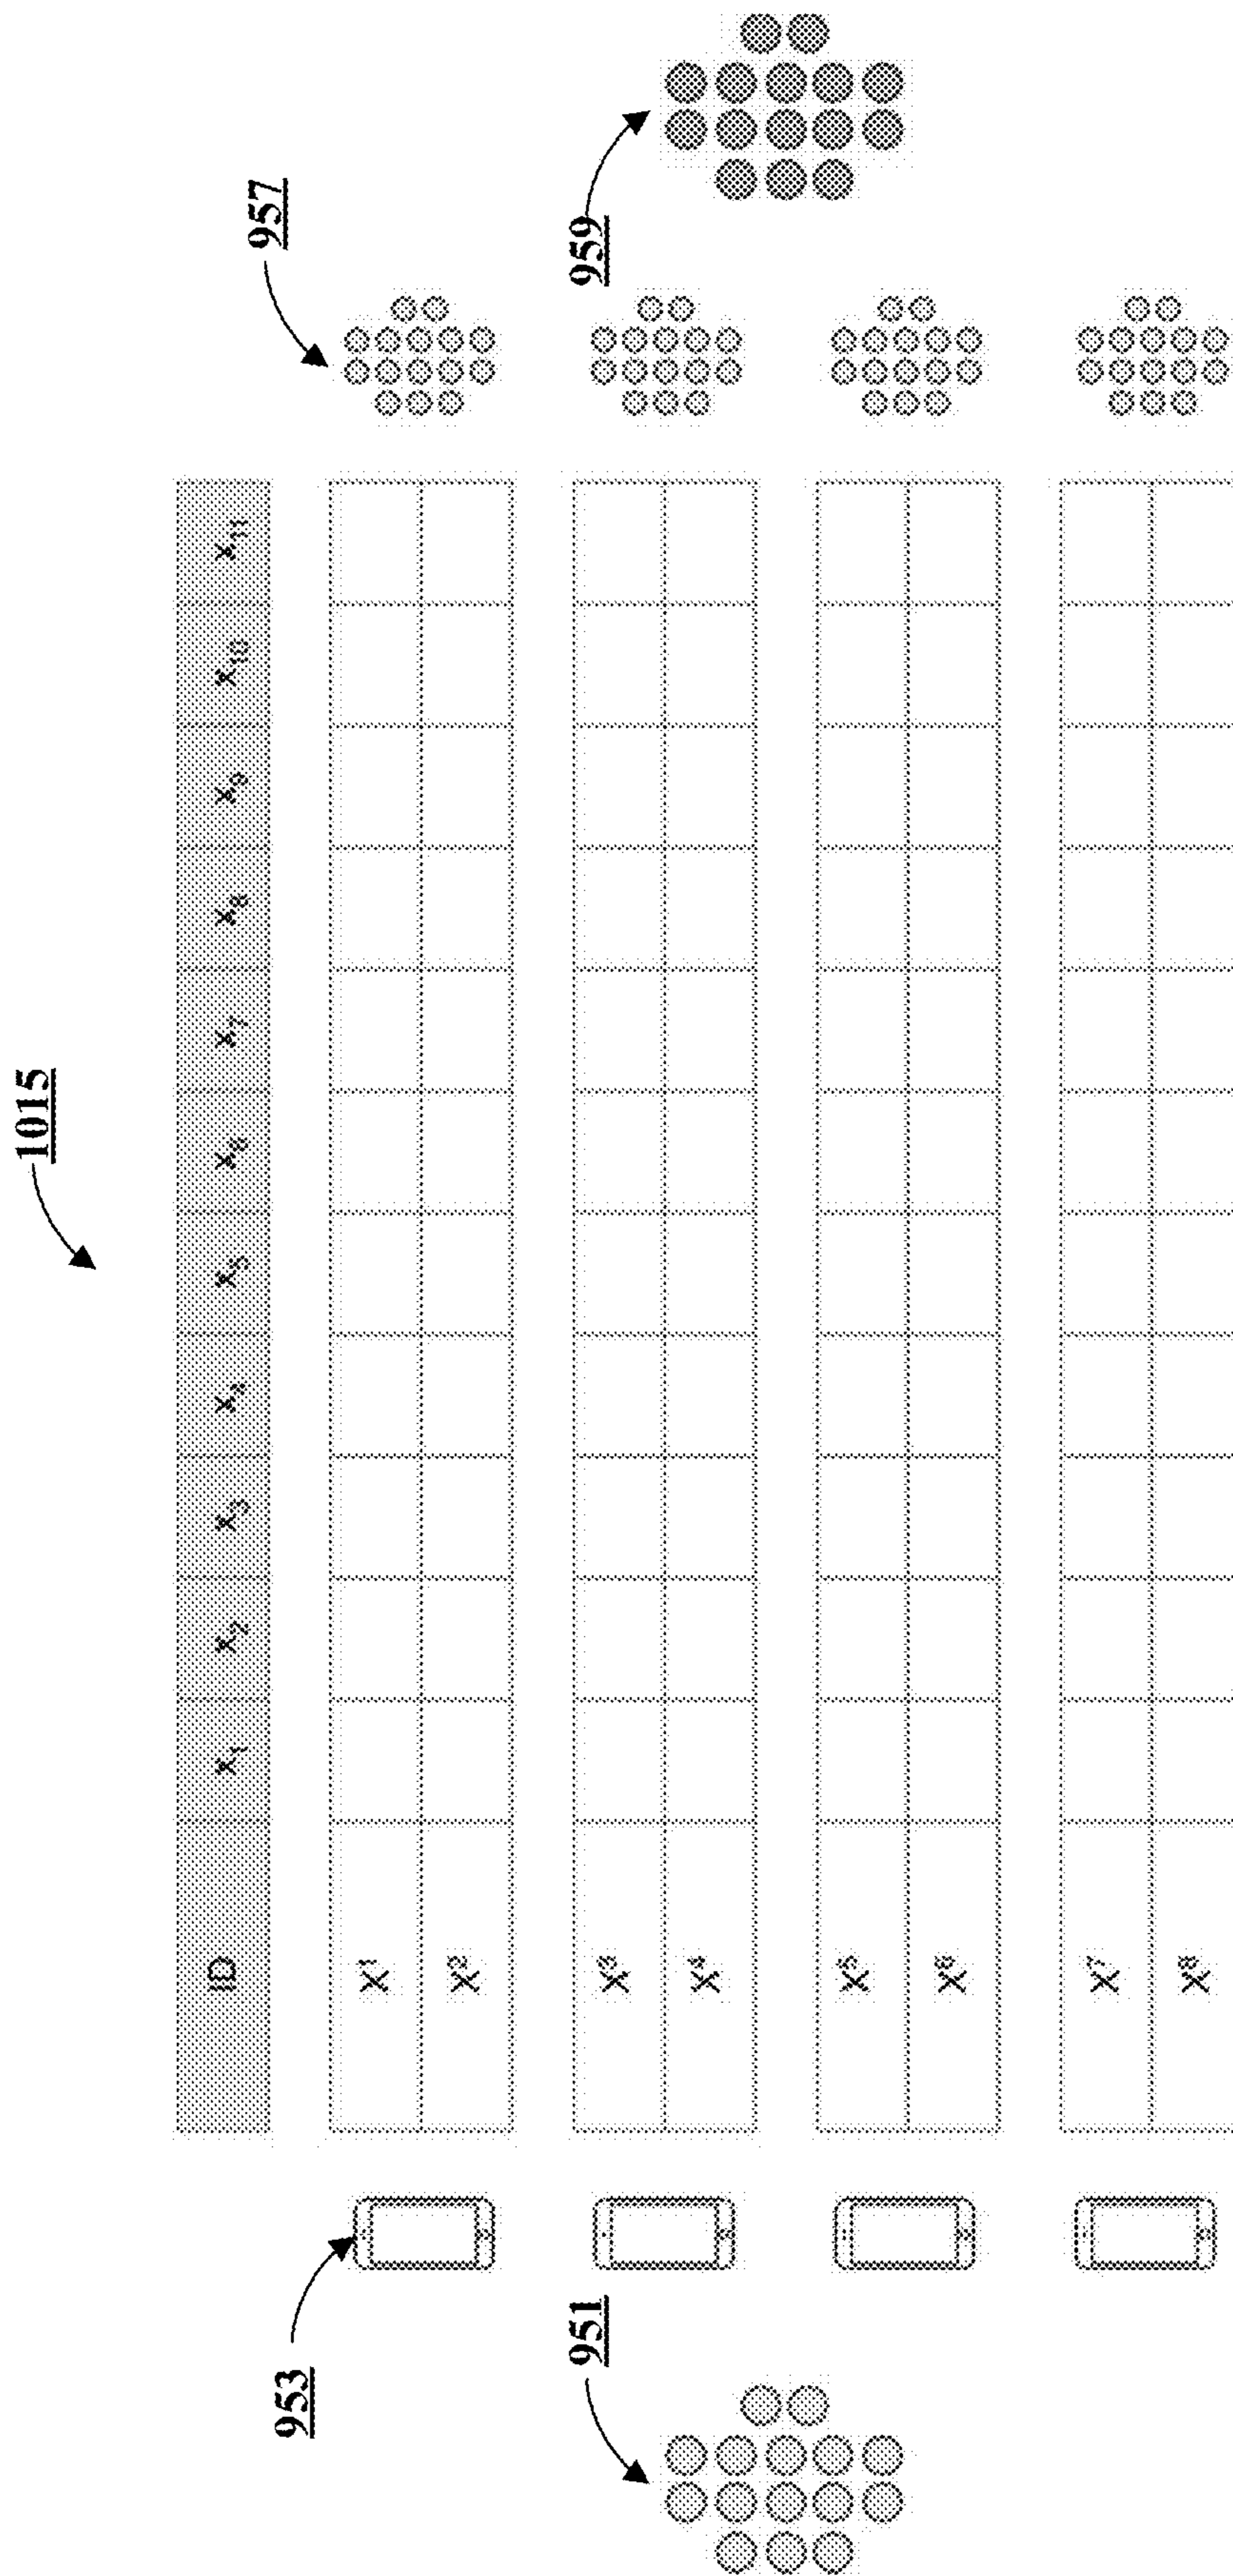 1015
ID x₁ x₂ x₃ x₄ x₅ x₆ x₇ x₈ x₉ x₁₀ x₁₁
953
957
X¹
X²
951
959
X³
X⁴
X⁵
X⁶
X⁷
X⁸